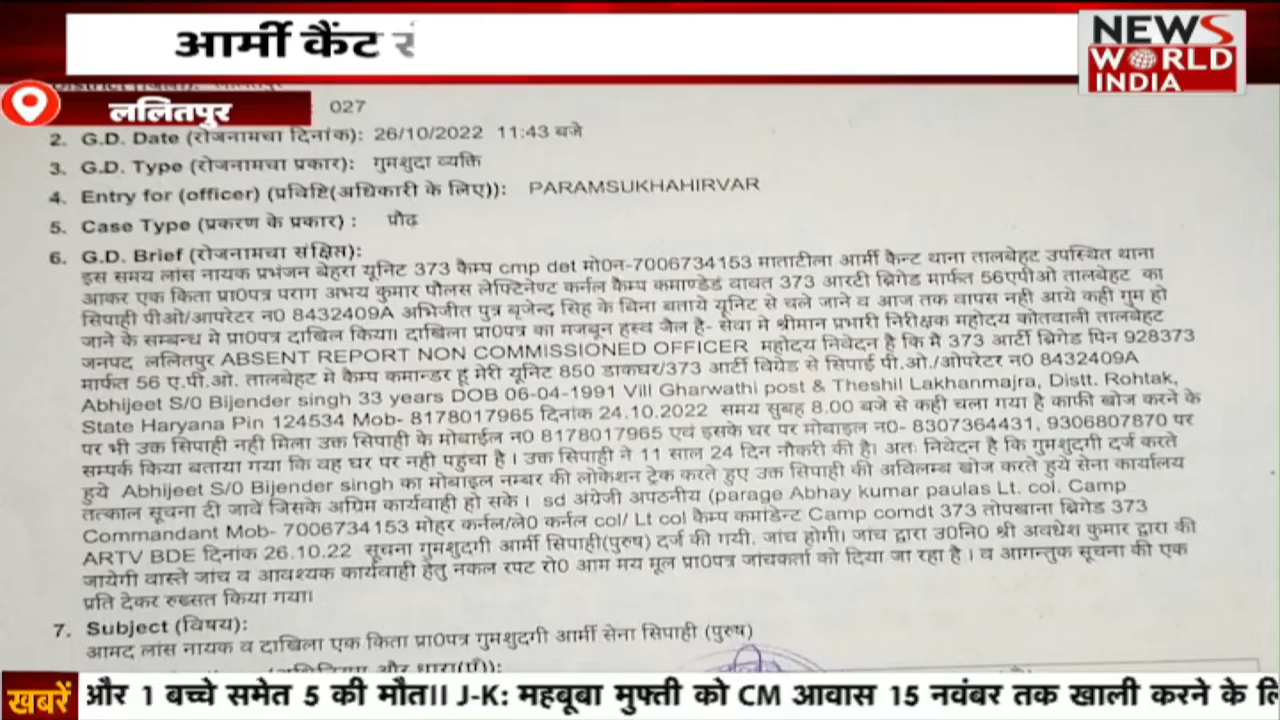 आर्मी कैंट
NEWS
WORLD
INDIA
ललितपुर
027
2. G.D. Date (रोजनामचा दिनांक): 26/10/2022 11:43 बजे
3. G.D. Type (रोजनामचा प्रकार): गुमशुदा व्यक्ति
4. Entry for (officer) (प्रविष्टि(अधिकारी के लिए)): PARAMSUKHAHIRVAR
5. Case Type (प्रकरण के प्रकार) : प्रौढ़
6. G.D. Brief (रोजनामचा संक्षिप्त):
इस समय लांस नायक प्रभंजन बेहरा यूनिट 373 कैम्प cmp det मो0न-7006734153 माताटीला आर्मी कैन्ट थाना तालबेहट उपस्थित थाना
आकर एक किता प्रा0पत्र पराग अभय कुमार पौलस लेफ्टिनेण्ट कर्नल कैम्प कमाण्डेडं वावत 373 आरटी ब्रिगेड मार्फत 56एपीओ तालबेहट का
सिपाही पीओ/आपरेटर न0 8432409A अभिजीत पुत्र बृजेन्द्र सिह के बिना बताये यूनिट से चले जाने व आज तक वापस नही आये कही गुम हो
जाने के सम्बन्ध मे प्रा0पत्र दाखिल किया। दाखिला प्रा0पत्र का मजबून हस्व जैल है- सेवा मे श्रीमान प्रभारी निरीक्षक महोदय कोतवाली तालबेहट
जनपद ललितपुर ABSENT REPORT NON COMMISSIONED OFFICER महोदय निवेदन है कि मै 373 आर्टी ब्रिगेड पिन 928373
मार्फत 56 ए.पी.ओ. तालबेहट मे कैम्प कमान्डर हू मेरी यूनिट 850 डाकघर/373 आर्टी विग्रेड से सिपाई पी.ओ./ओपरेटर न0 8432409A
Abhijeet S/0 Bijender singh 33 years DOB 06-04-1991 Vill Gharwathi post & Theshil Lakhanmajra, Distt. Rohtak,
State Haryana Pin 124534 Mob- 8178017965 दिनांक 24.10.2022 समय सुबह 8.00 बजे से कही चला गया है काफी खोज करने के
पर भी उक्त सिपाही नही मिला उक्त सिपाही के मोबाईल न0 8178017965 एवं इसके घर पर मोबाइल न0- 8307364431, 9306807870 पर
सम्पर्क किया बताया गया कि वह घर पर नही पहुचा है । उक्त सिपाही ने 11 साल 24 दिन नौकरी की है। अतः निवेदन है कि गुमशुदगी दर्ज करते
हुये Abhijeet S/0 Bijender singh का मोबाइल नम्बर की लोकेशन ट्रेक करते हुए उक्त सिपाही की अविलम्ब खोज करते हुये सेना कार्यालय
तत्काल सूचना दी जावें जिसके अग्रिम कार्यवाही हो सके । sd अंग्रेजी अपठनीय (parage Abhay kumar paulas Lt. col. Camp
Commandant Mob- 7006734153 मोहर कर्नल/ले0 कर्नल col/ Lt col कैम्प कमांडेन्ट Camp comdt 373 तोपखाना ब्रिगेड 373
ARTV BDE दिनांक 26.10.22 सूचना गुमशुदगी आर्मी सिपाही(पुरुष) दर्ज की गयी, जांच होगी। जांच द्वारा उ0नि0 श्री अवधेश कुमार द्वारा की
जायेगी वास्ते जांच व आवश्यक कार्यवाही हेतु नकल रपट रो0 आम मय मूल प्रा0पत्र जांचकर्ता को दिया जा रहा है । व आगन्तुक सूचना की एक
प्रति देकर रुख्सत किया गया।
7. Subject (विषय):
आमद लांस नायक व दाखिला एक किता प्रा0पत्र गुमशुदगी आर्मी सेना सिपाही (पुरुष)
खबरें और 1 बच्चे समेत 5 की मौत।। J-K: महबूबा मुफ्ती को CM आवास 15 नवंबर तक खाली करने के